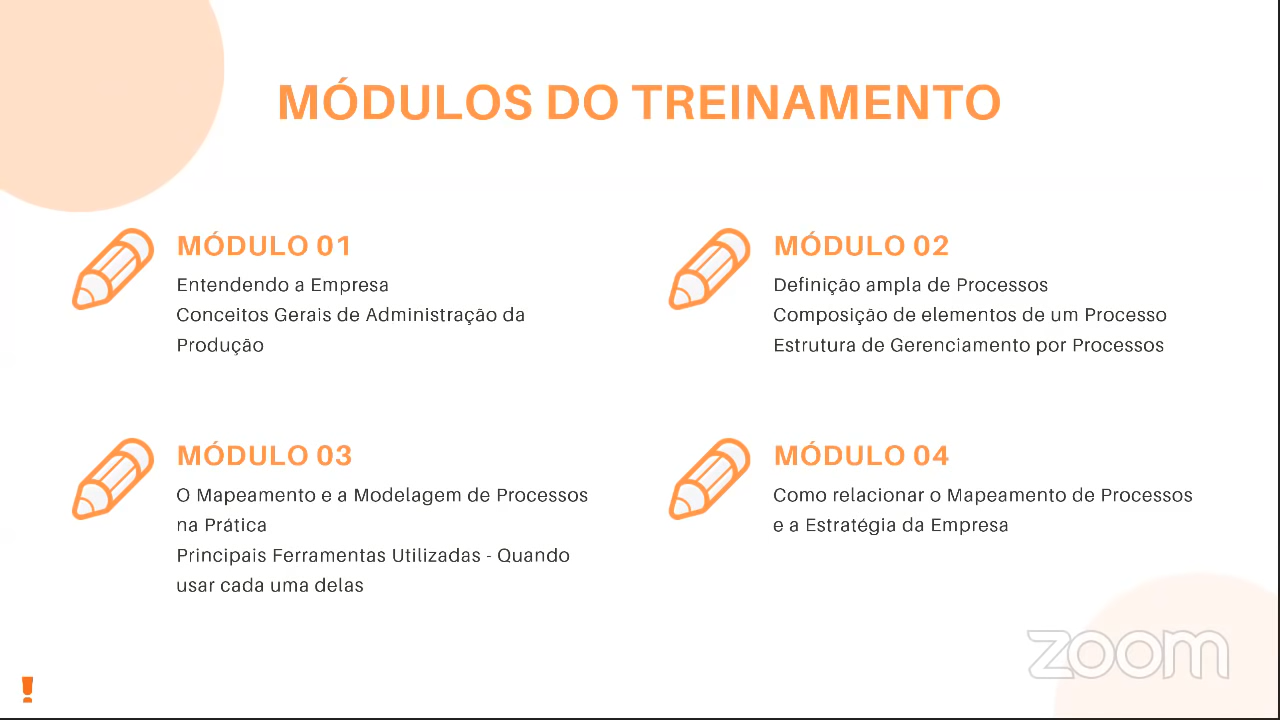 MÓDULOS DO TREINAMENTO
MÓDULO 01
Entendendo a Empresa
Conceitos Gerais de Administração da
Produção
MÓDULO 02
Definição ampla de Processos
Composição de elementos de um Processo
Estrutura de Gerenciamento por Processos
MÓDULO 03
O Mapeamento e a Modelagem de Processos
na Prática
Principais Ferramentas Utilizadas - Quando
usar cada uma delas
MÓDULO 04
Como relacionar o Mapeamento de Processos
e a Estratégia da Empresa
zoom
!